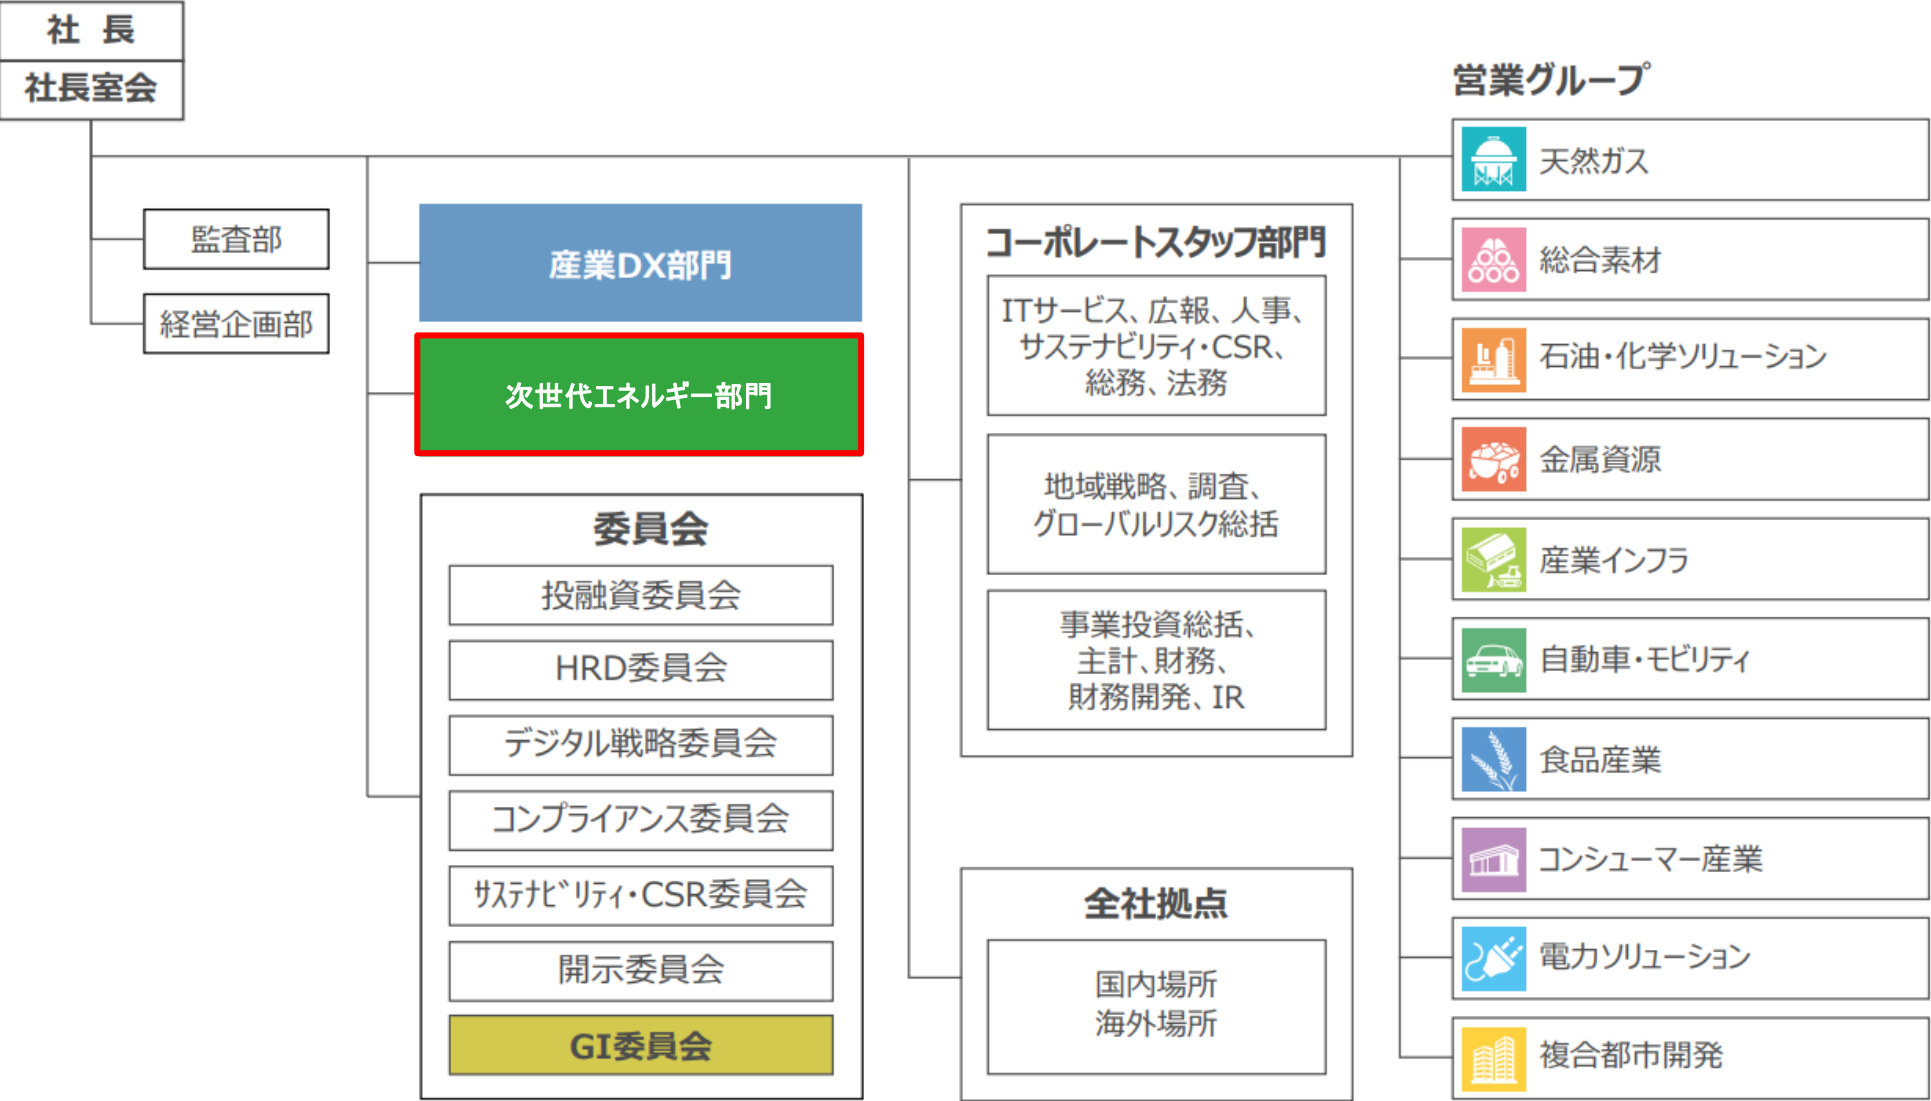 社 長
社長室会
監査部
経営企画部
産業DX部門
次世代エネルギー部門
委員会
投融資委員会
HRD委員会
デジタル戦略委員会
コンプライアンス委員会
ｻｽﾃﾅﾋﾞﾘﾃｨ・CSR委員会
開示委員会
GI委員会
コーポレートスタッフ部門
ITサービス、広報、人事、
サステナビリティ・CSR、
総務、法務
地域戦略、調査、
グローバルリスク総括
事業投資総括、
主計、財務、
財務開発、IR
全社拠点
国内場所
海外場所
営業グループ
天然ガス
総合素材
石油・化学ソリューション
金属資源
産業インフラ
自動車・モビリティ
食品産業
コンシューマー産業
電力ソリューション
複合都市開発